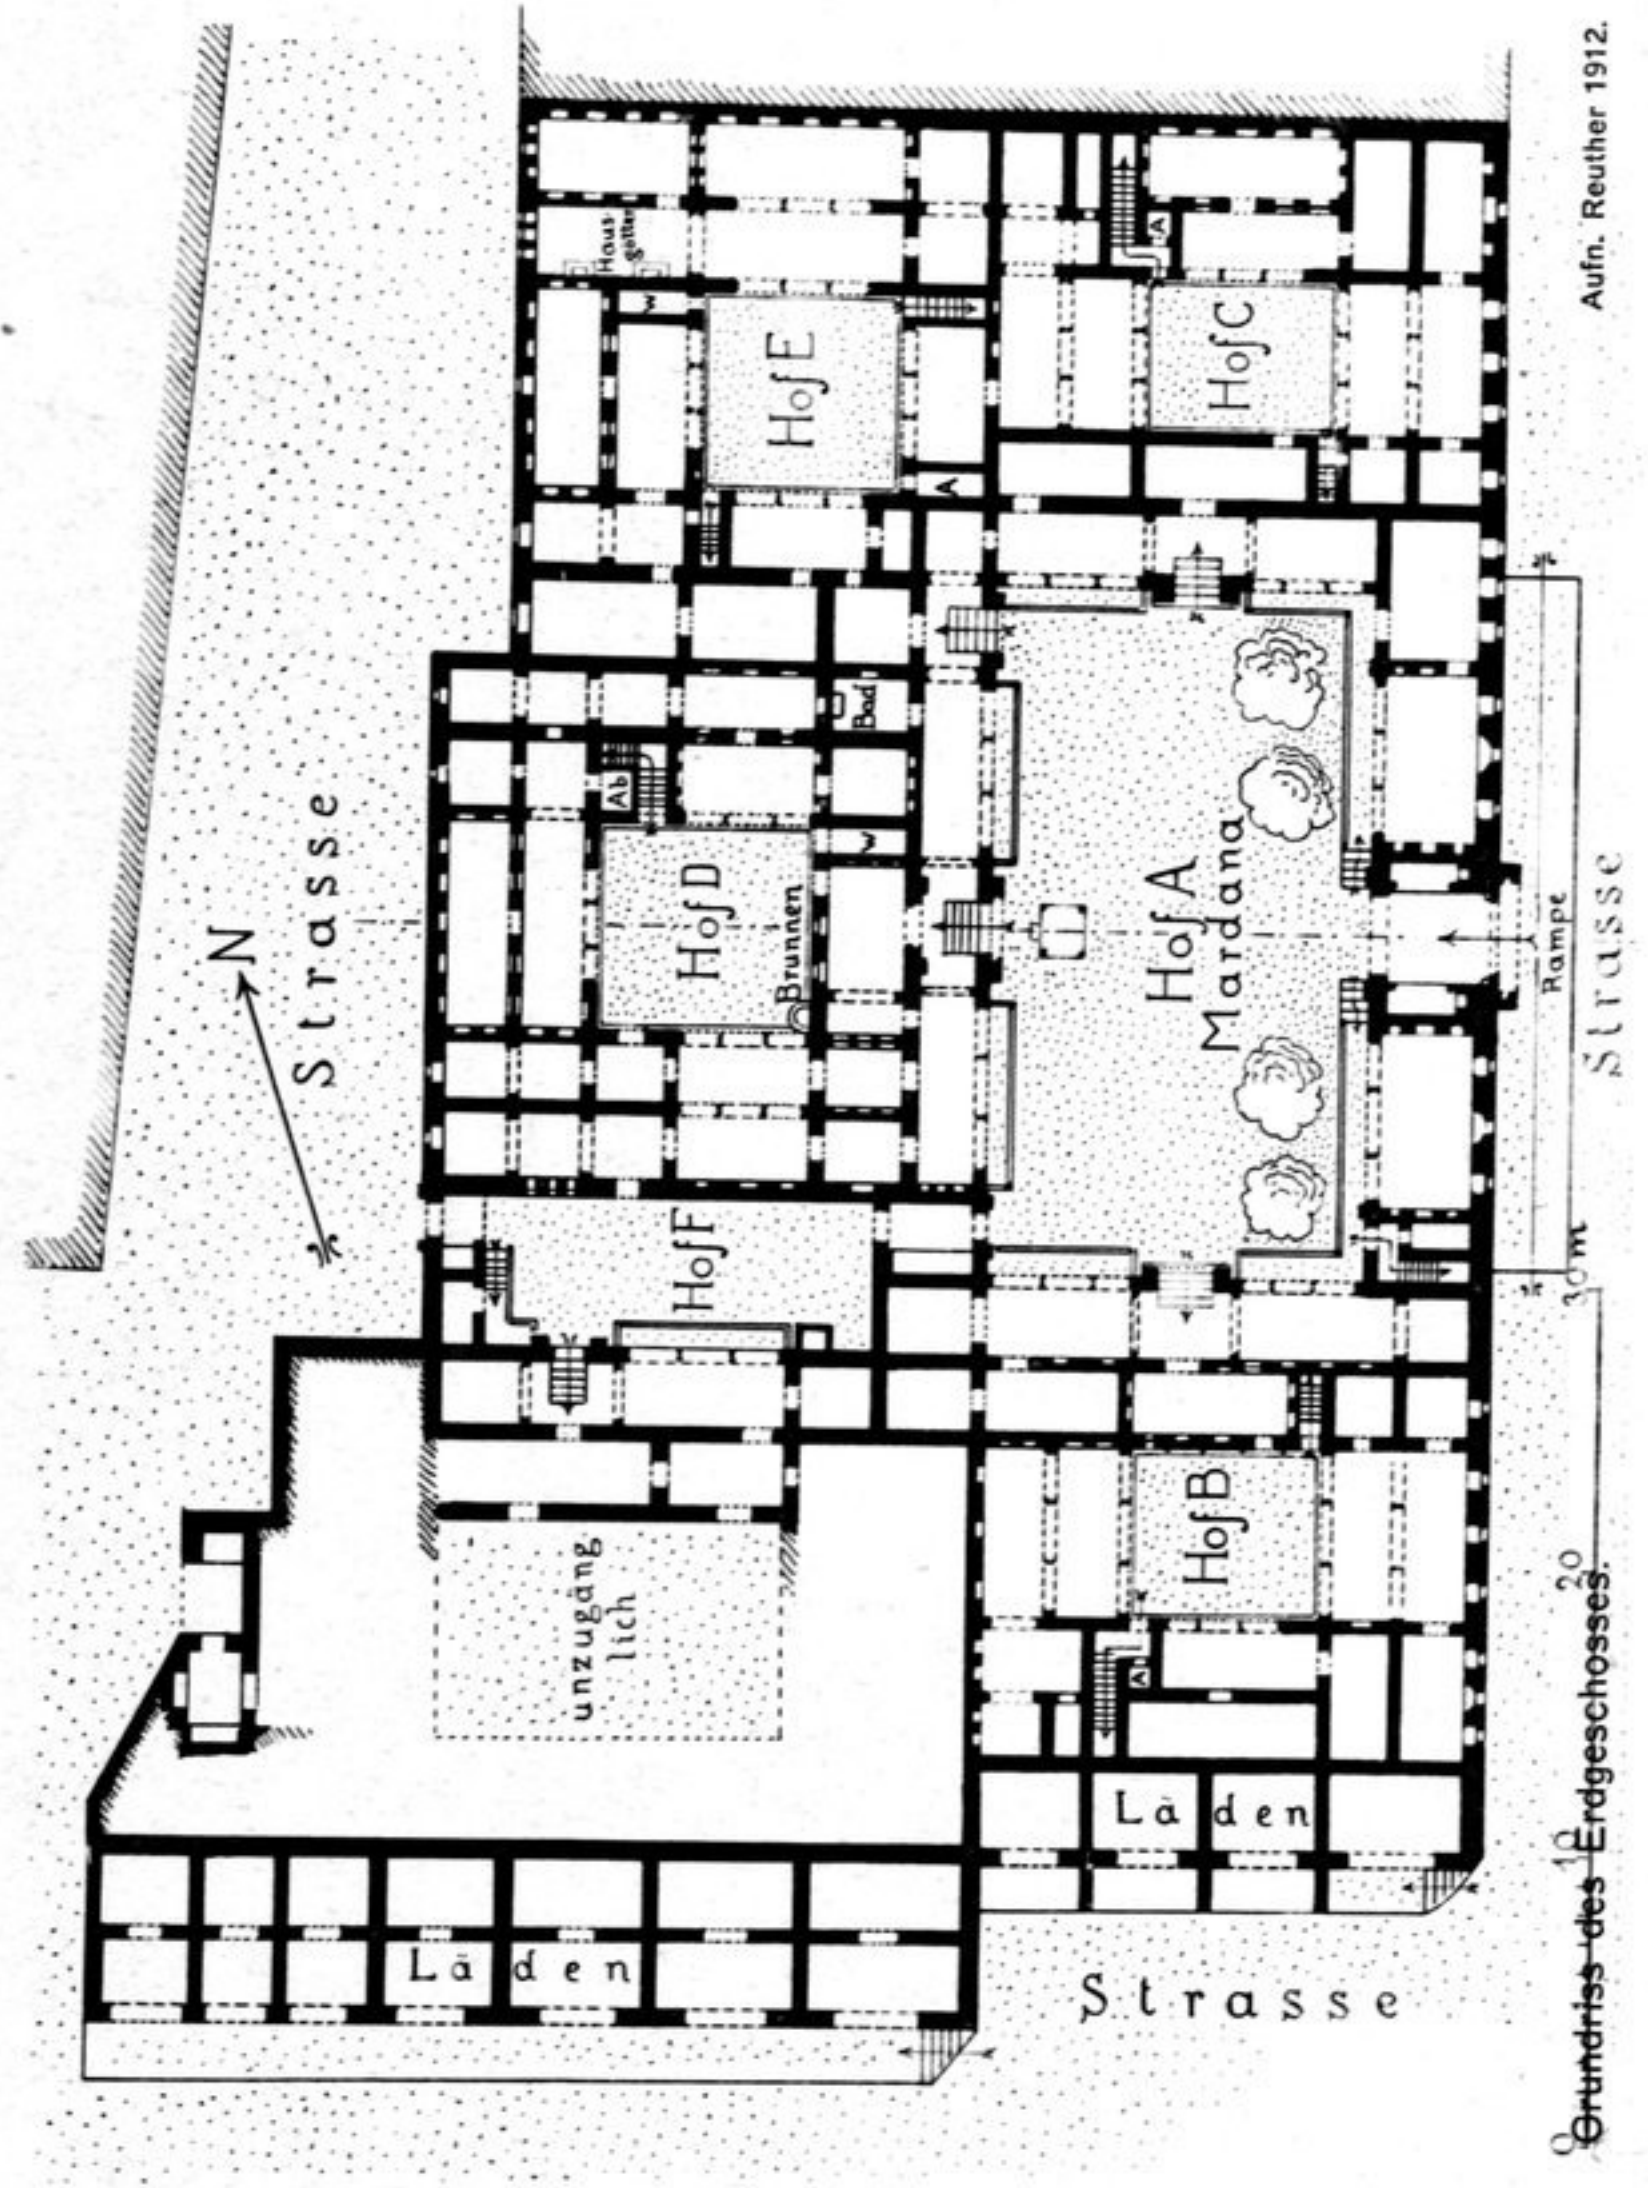 N
Strasse
Haus-
götter
W
Hof E
A
A
Hof C
Bad
Ab
W
Hof D
Brunnen
Hof A
Mardana
Rampe
Strasse
Hof F
unzugäng
lich
Hof B
A
Läden
Läden
Strasse
0 10 20 30 m
Grundriss des Erdgeschosses.
Aufn. Reuther 1912.